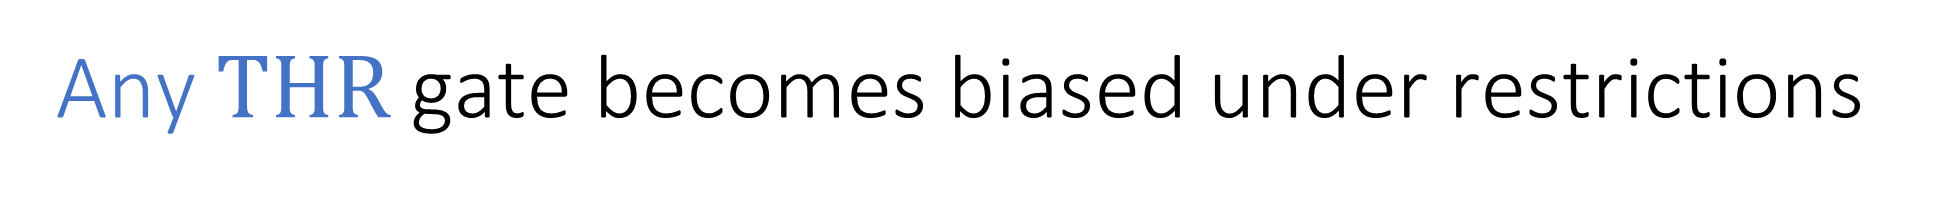 Any THR gate becomes biased under restrictions